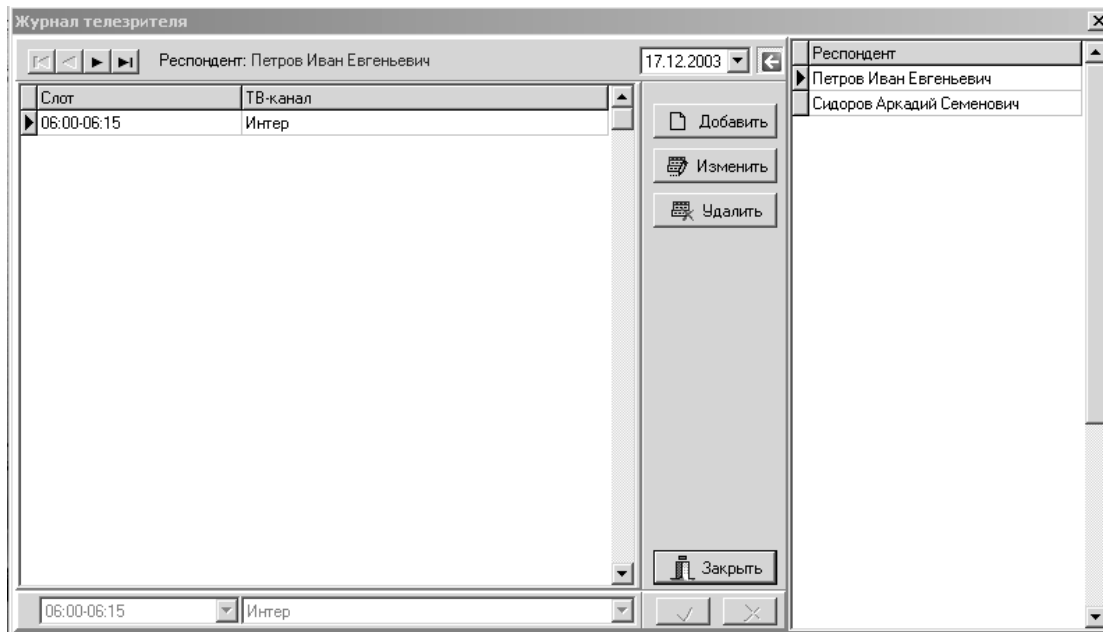 Журнал телезрителя
Респондент: Петров Иван Евгеньевич
17.12.2003
Слот ТВ-канал
06:00-06:15 Интер
Добавить
Изменить
Удалить
Закрыть
06:00-06:15 Интер
Респондент
Петров Иван Евгеньевич
Сидоров Аркадий Семенович